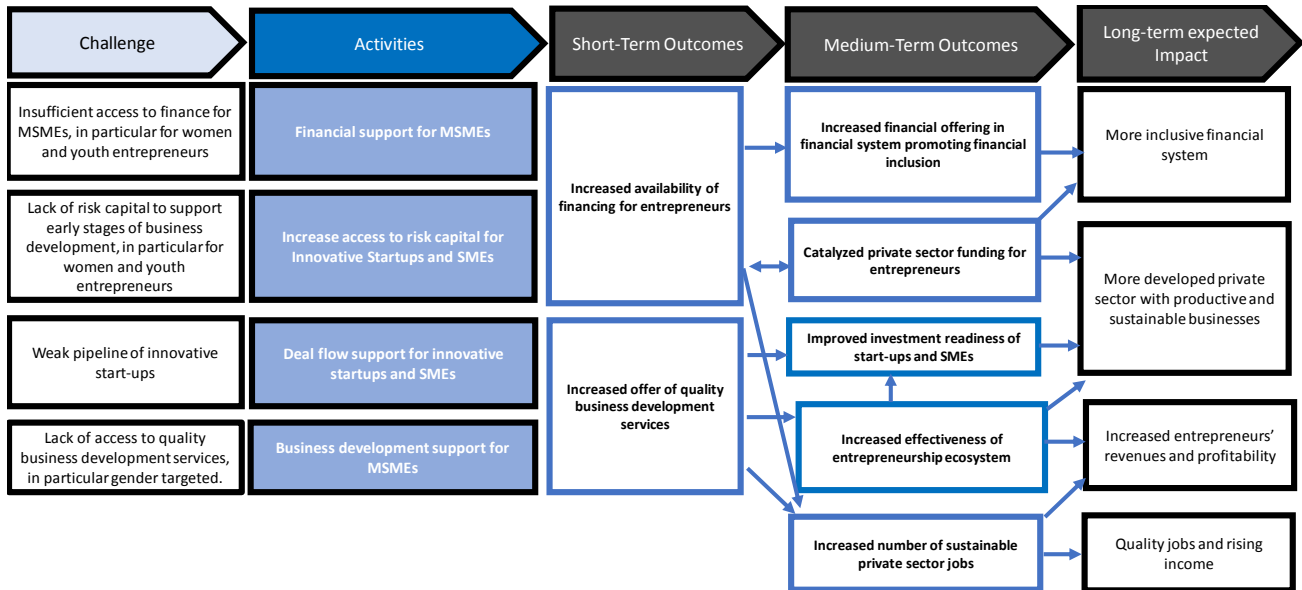 Challenge
Activities
Short-Term Outcomes
Medium-Term Outcomes
Long-term expected
Impact
Insufficient access to finance for
MSMEs, in particular for women
and youth entrepreneurs
Financial support for MSMEs
Increased availability of
financing for entrepreneurs
Increased financial offering in
financial system promoting financial
inclusion
More inclusive financial
system
Lack of risk capital to support
early stages of business
development, in particular for
women and youth
entrepreneurs
Increase access to risk capital for
Innovative Startups and SMEs
Catalyzed private sector funding for
entrepreneurs
More developed private
sector with productive and
sustainable businesses
Weak pipeline of innovative
start-ups
Deal flow support for innovative
startups and SMEs
Increased offer of quality
business development
services
Improved investment readiness of
start-ups and SMEs
Lack of access to quality
business development services,
in particular gender targeted.
Business development support for
MSMEs
Increased effectiveness of
entrepreneurship ecosystem
Increased entrepreneurs’
revenues and profitability
Increased number of sustainable
private sector jobs
Quality jobs and rising
income